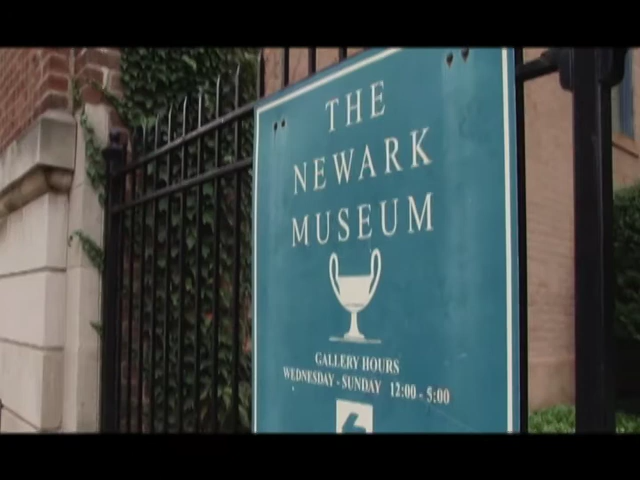 THE
NEWARK
MUSEUM
GALLERY HOURS
WEDNESDAY - SUNDAY 12:00 - 5:00